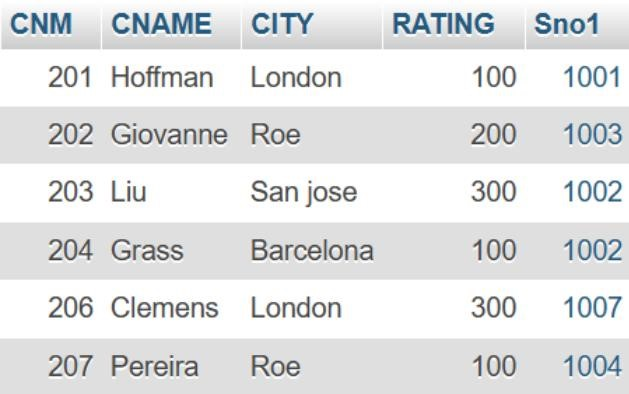 CNM CNAME CITY RATING Sno1
201 Hoffman London 100 1001
202 Giovanne Roe 200 1003
203 Liu San jose 300 1002
204 Grass Barcelona 100 1002
206 Clemens London 300 1007
207 Pereira Roe 100 1004